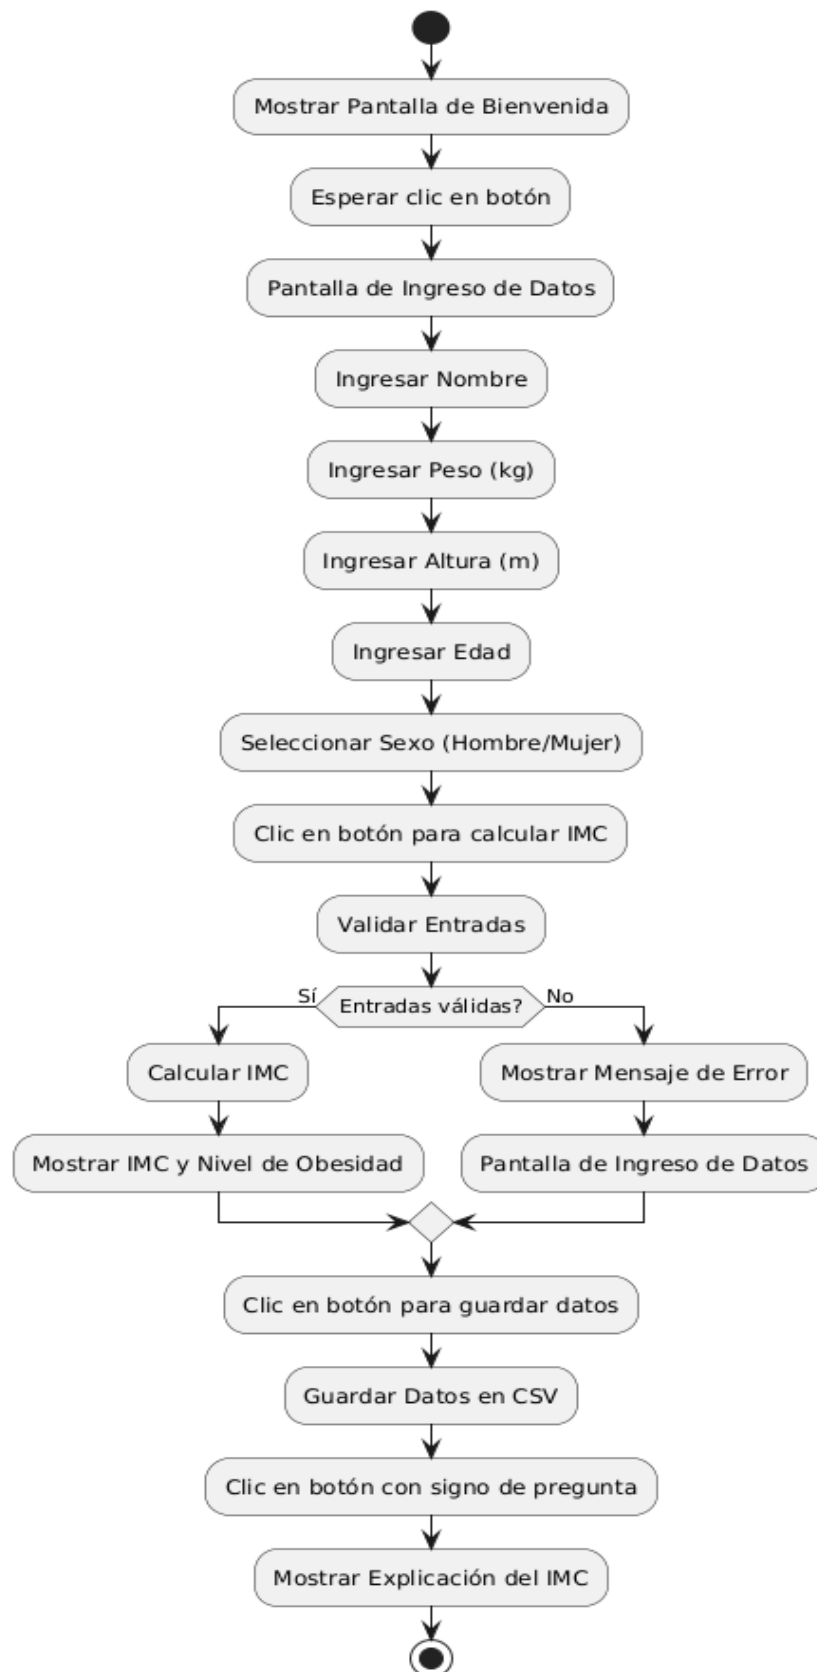 Mostrar Pantalla de Bienvenida
Esperar clic en botón
Pantalla de Ingreso de Datos
Ingresar Nombre
Ingresar Peso (kg)
Ingresar Altura (m)
Ingresar Edad
Seleccionar Sexo (Hombre/Mujer)
Clic en botón para calcular IMC
Validar Entradas
Sí
Entradas válidas?
No
Calcular IMC
Mostrar Mensaje de Error
Mostrar IMC y Nivel de Obesidad
Pantalla de Ingreso de Datos
Clic en botón para guardar datos
Guardar Datos en CSV
Clic en botón con signo de pregunta
Mostrar Explicación del IMC